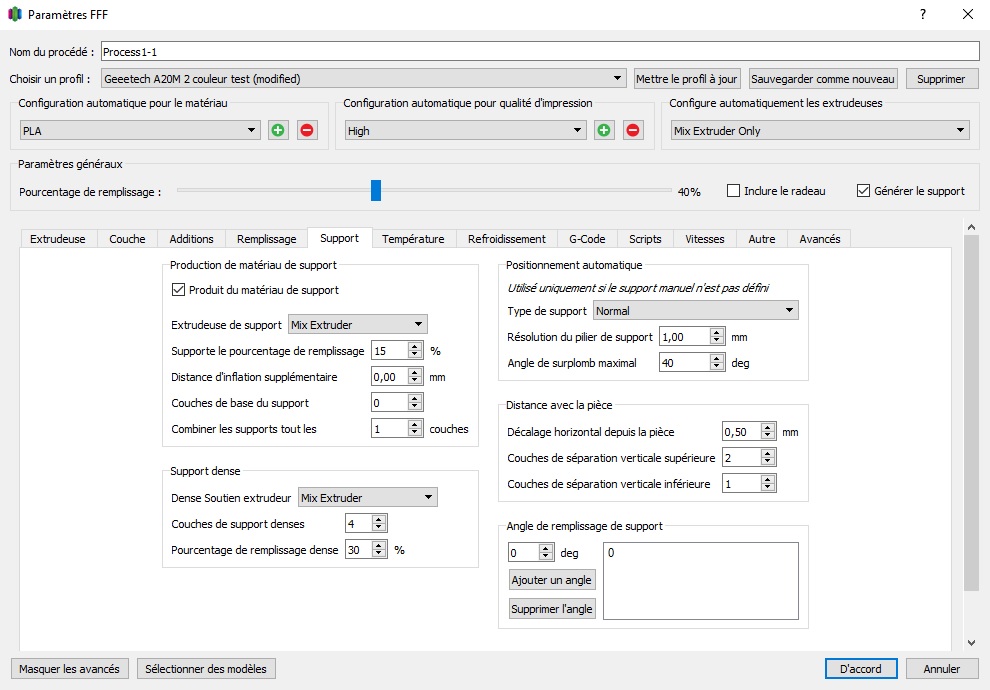 Paramètres FFF
?
Nom du procédé : Process1-1
Choisir un profil : Geeetech A20M 2 couleur test (modified) Mettre le profil à jour Sauvegarder comme nouveau Supprimer
Configuration automatique pour le matériau Configuration automatique pour qualité d'impression Configure automatiquement les extrudeuses
PLA High Mix Extruder Only
Paramètres généraux
Pourcentage de remplissage : 40% Inclure le radeau Générer le support
Extrudeuse Couche Additions Remplissage Support Température Refroidissement G-Code Scripts Vitesses Autre Avancés
Production de matériau de support
Produit du matériau de support
Extrudeuse de support Mix Extruder
Supporte le pourcentage de remplissage 15 %
Distance d'inflation supplémentaire 0,00 mm
Couches de base du support 0
Combiner les supports tout les 1 couches
Support dense
Dense Soutien extrudeur Mix Extruder
Couches de support denses 4
Pourcentage de remplissage dense 30 %
Positionnement automatique
Utilisé uniquement si le support manuel n'est pas défini
Type de support Normal
Résolution du pilier de support 1,00 mm
Angle de surplomb maximal 40 deg
Distance avec la pièce
Décalage horizontal depuis la pièce 0,50 mm
Couches de séparation verticale supérieure 2
Couches de séparation verticale inférieure 1
Angle de remplissage de support
0 deg 0
Ajouter un angle
Supprimer l'angle
Masquer les avancés Sélectionner des modèles D'accord Annuler